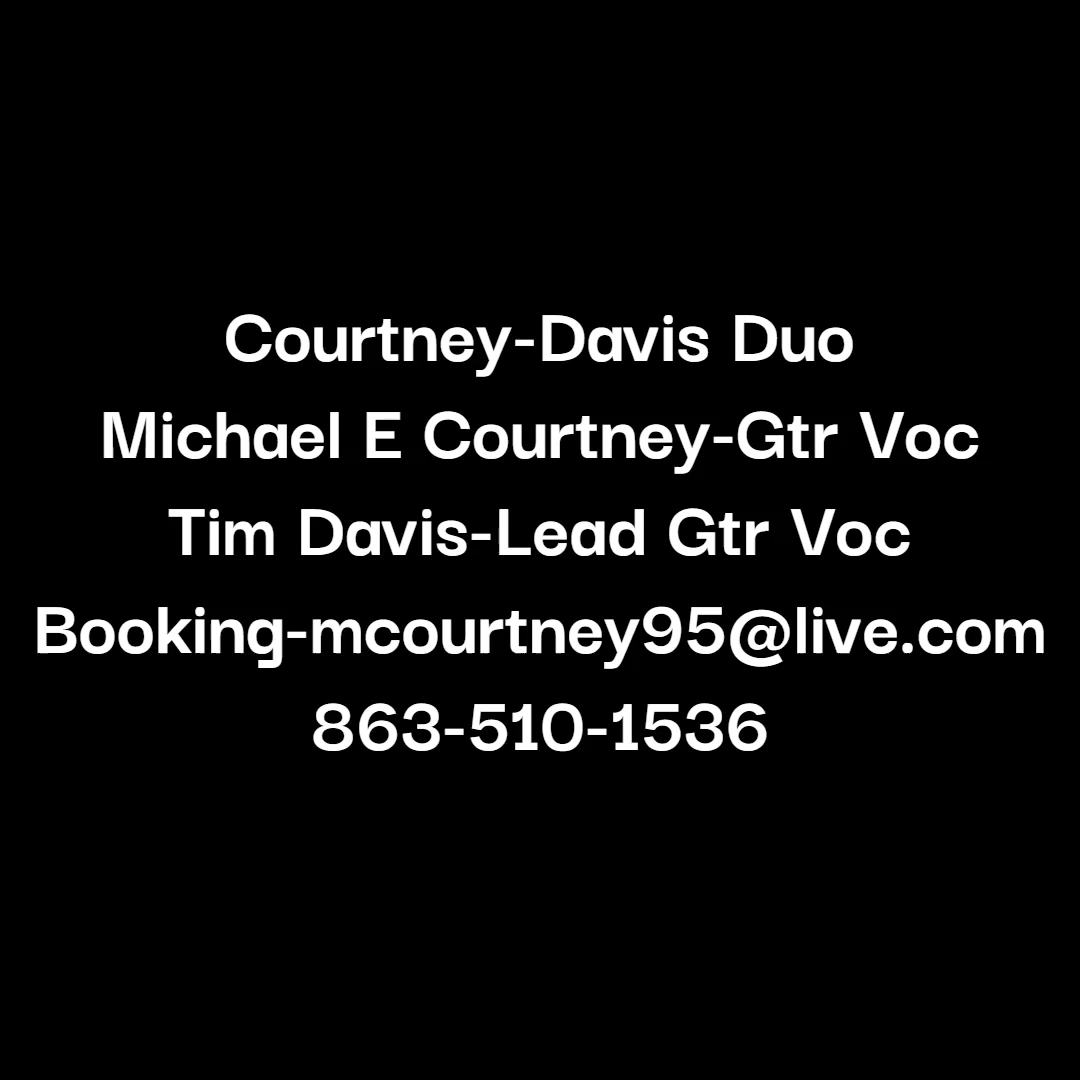 Courtney-Davis Duo
Michael E Courtney-Gtr Voc
Tim Davis-Lead Gtr Voc
Booking-mcourtney95@live.com
863-510-1536